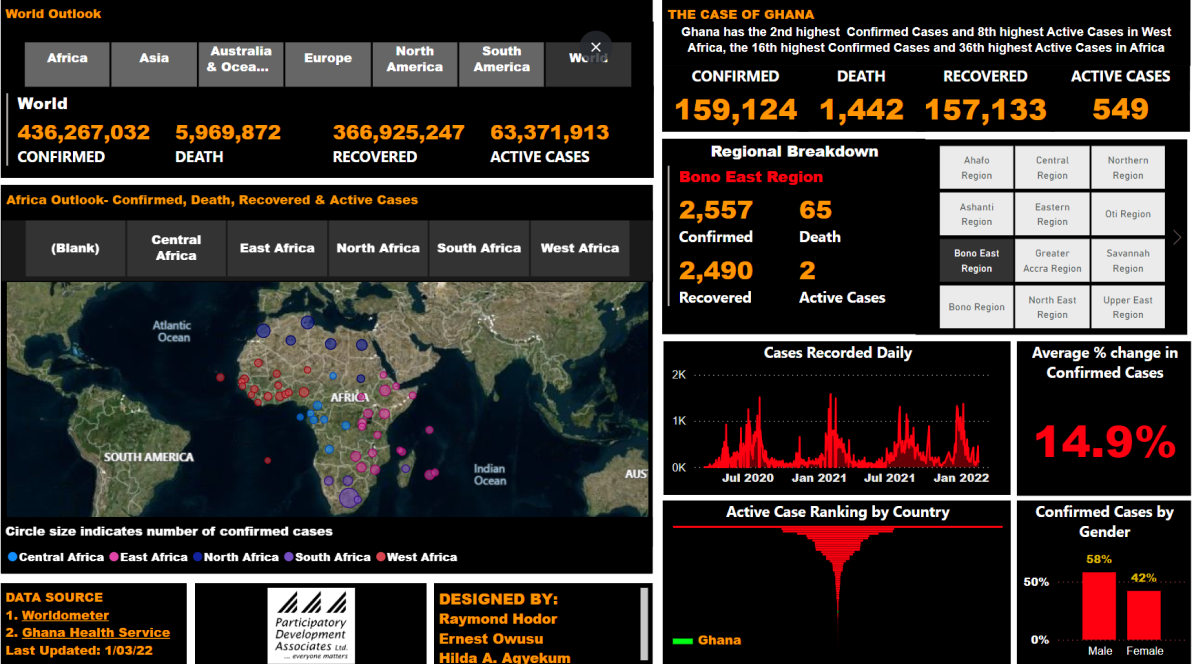 World Outlook
Africa
Asia
Australia
& Ocea...
Europe
North
America
South
America
World
World
436,267,032
5,969,872
366,925,247
63,371,913
CONFIRMED
DEATH
RECOVERED
ACTIVE CASES
Africa Outlook- Confirmed, Death, Recovered & Active Cases
(Blank)
Central
Africa
East Africa
North Africa
South Africa
West Africa
Atlantic
Ocean
AFRICA
SOUTH AMERICA
Indian
Ocean
AUS
Circle size indicates number of confirmed cases
Central Africa
East Africa
North Africa
South Africa
West Africa
DATA SOURCE
1. Worldometer
2. Ghana Health Service
Last Updated: 1/03/22
Participatory
Development
Associates Ltd.
... everyone matters
DESIGNED BY:
Raymond Hodor
Ernest Owusu
Hilda A. Agyekum
THE CASE OF GHANA
Ghana has the 2nd highest Confirmed Cases and 8th highest Active Cases in West
Africa, the 16th highest Confirmed Cases and 36th highest Active Cases in Africa
CONFIRMED
DEATH
RECOVERED
ACTIVE CASES
159,124
1,442
157,133
549
Regional Breakdown
Bono East Region
2,557
65
Confirmed
Death
2,490
2
Recovered
Active Cases
Ahafo
Region
Central
Region
Northern
Region
Ashanti
Region
Eastern
Region
Oti Region
Bono East
Region
Greater
Accra Region
Savannah
Region
Bono Region
North East
Region
Upper East
Region
Cases Recorded Daily
2K
1K
0K
Jul 2020
Jan 2021
Jul 2021
Jan 2022
Average % change in
Confirmed Cases
14.9%
Active Case Ranking by Country
Ghana
Confirmed Cases by
Gender
58%
42%
50%
0%
Male
Female